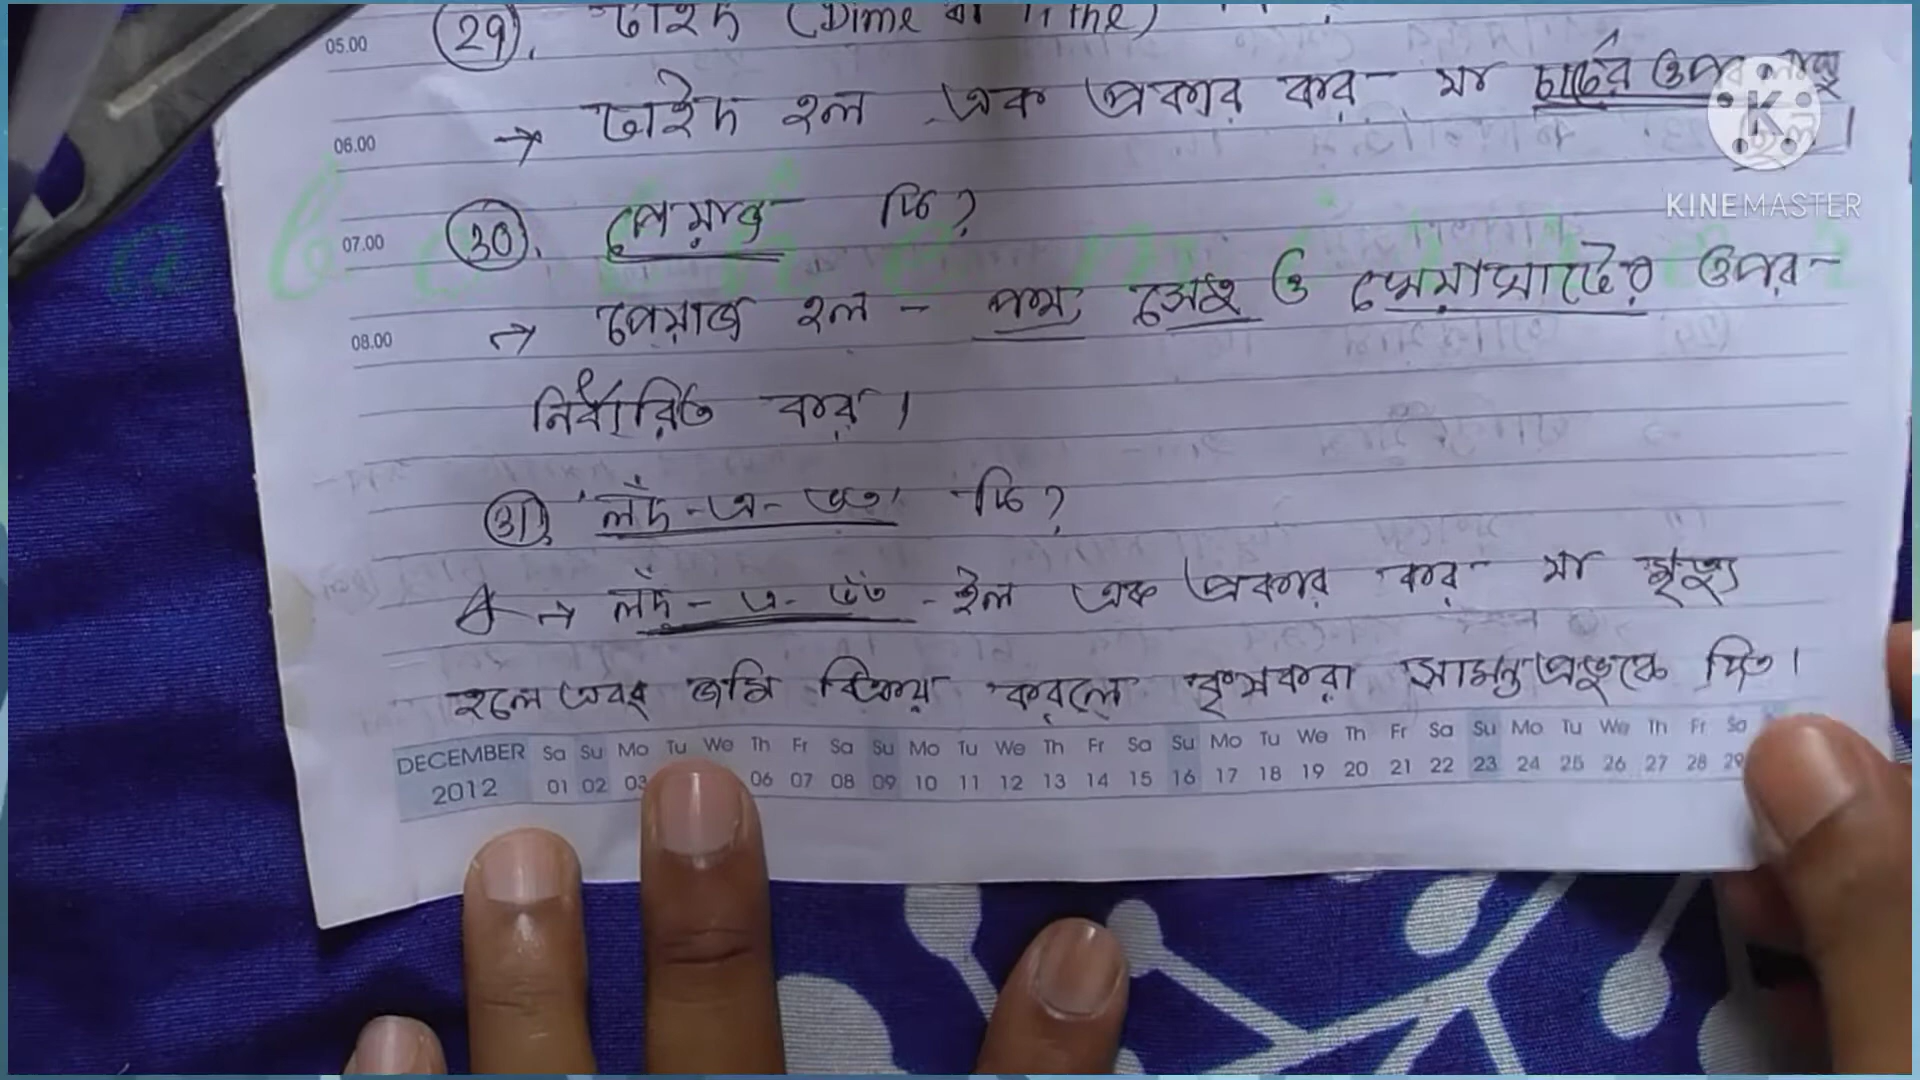 05.00 (29). টাইদ (Dime বা Tithe)
→ টাইদ হল এক প্রকার কর যা চার্চের ওপর
06.00
K
KINEMASTER
07.00 (30). পেয়াজ কি?
→ পেয়াজ হল - পথ, সেতু ও খেয়াঘাটের ওপর
08.00
নির্ধারিত কর।
(31). 'লঁদ-এ-ভত' কি?
A → লঁদ-এ-ভঁত - হল এক প্রকার কর যা মৃত্যু
হলে এবং জমি বিক্রয় করলে কৃষকরা সামন্তপ্রভুকে দিত।
DECEMBER Sa Su Mo Tu We Th Fr Sa Su Mo Tu We Th Fr Sa Su Mo Tu We Th Fr Sa Su Mo Tu We Th Fr Sa
2012 01 02 03 06 07 08 09 10 11 12 13 14 15 16 17 18 19 20 21 22 23 24 25 26 27 28 29